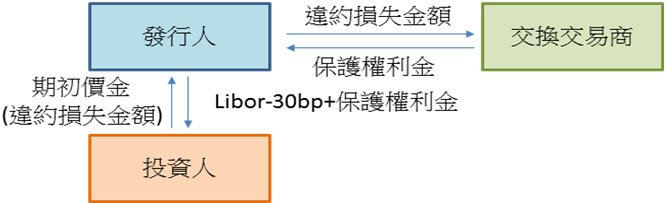 發行人
違約損失金額
交換交易商
保護權利金
期初價金
(違約損失金額)
Libor-30bp+保護權利金
投資人